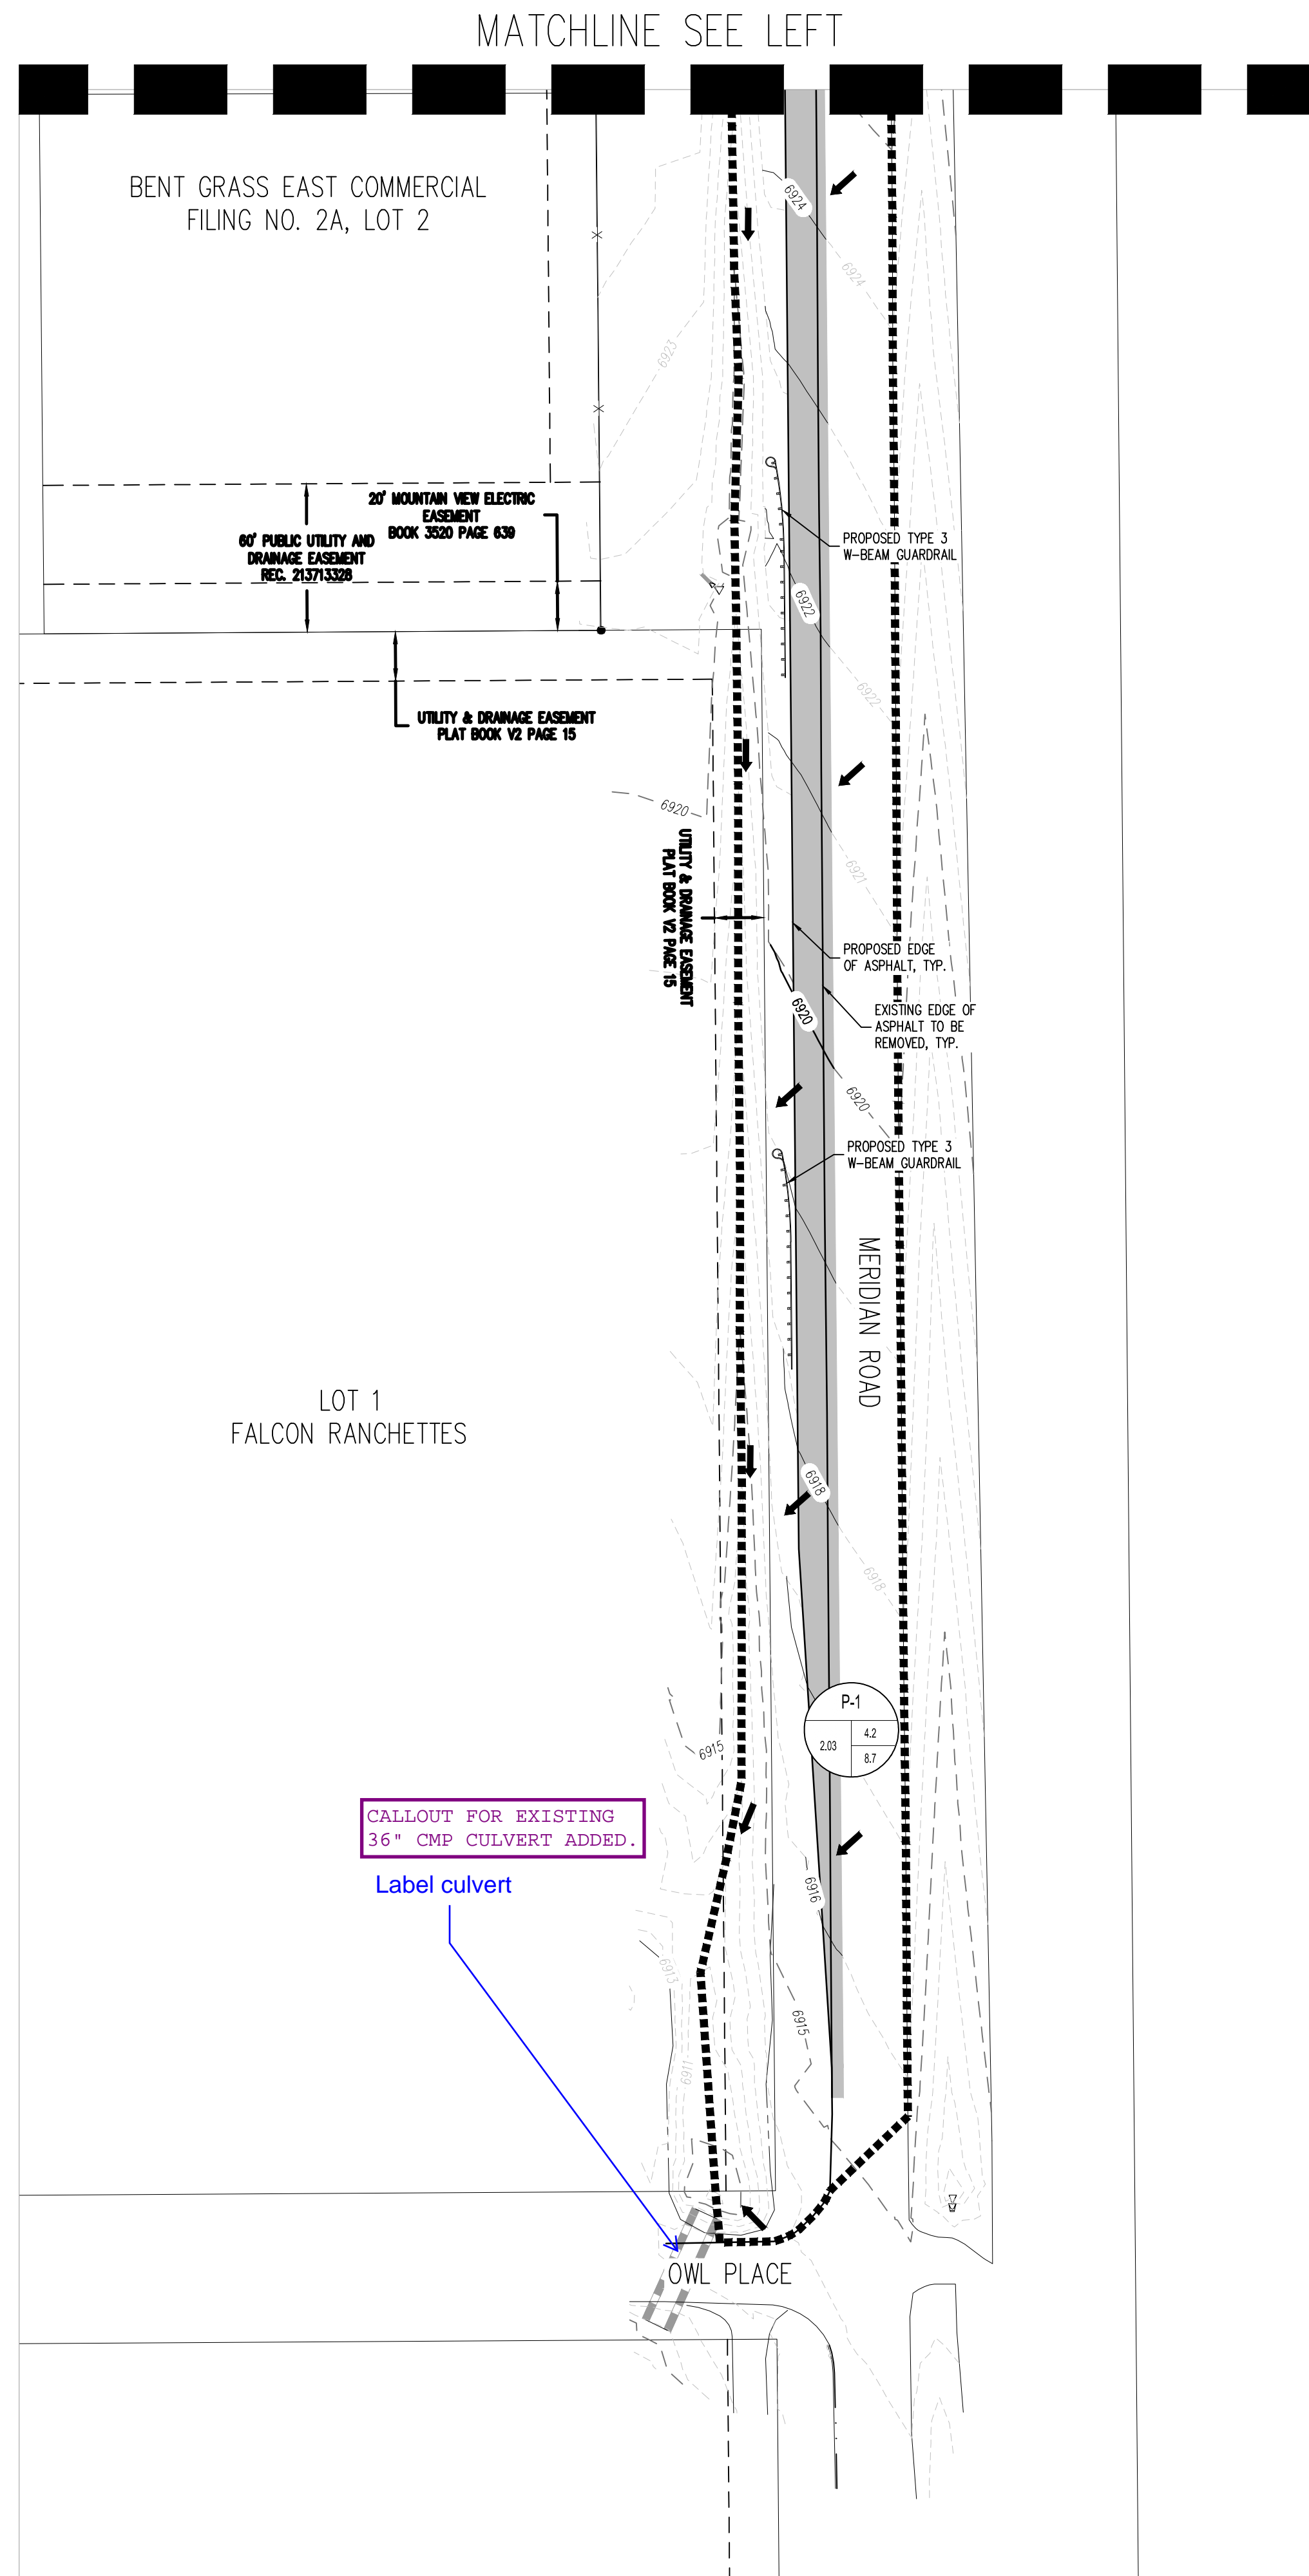 MATCHLINE SEE LEFT
BENT GRASS EAST COMMERCIAL
FILING NO. 2A, LOT 2
6924
6924
6923
20' MOUNTAIN VIEW ELECTRIC
EASEMENT
BOOK 3520 PAGE 639
60' PUBLIC UTILITY AND
DRAINAGE EASEMENT
REC. 213713328
PROPOSED TYPE 3
W-BEAM GUARDRAIL
6922
6922
UTILITY & DRAINAGE EASEMENT
PLAT BOOK V2 PAGE 15
6920
UTILITY & DRAINAGE EASEMENT
PLAT BOOK V2 PAGE 15
6921
PROPOSED EDGE
OF ASPHALT, TYP.
6920
EXISTING EDGE OF
ASPHALT TO BE
REMOVED, TYP.
6920
PROPOSED TYPE 3
W-BEAM GUARDRAIL
MERIDIAN ROAD
LOT 1
FALCON RANCHETTES
6918
6918
P-1
2.03
4.2
8.7
6915
CALLOUT FOR EXISTING
36" CMP CULVERT ADDED.
Label culvert
6916
6913
6915
6911
OWL PLACE